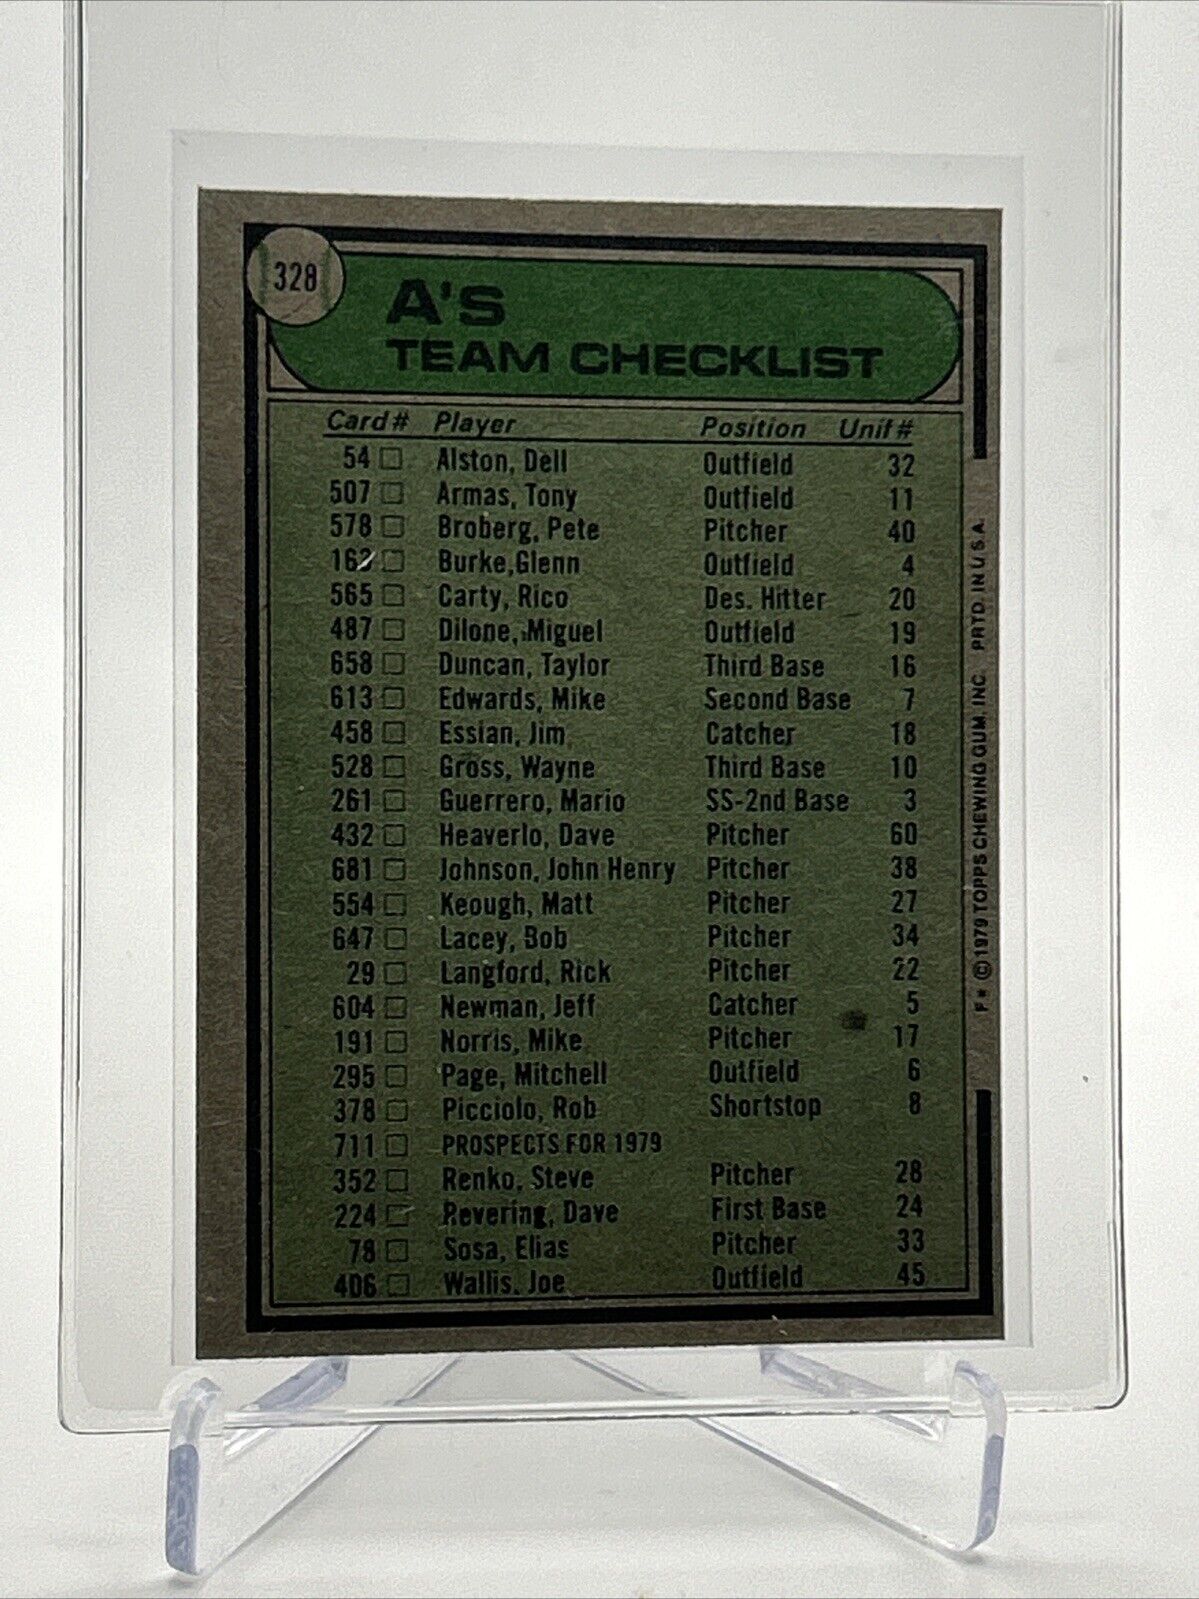 328
A'S
TEAM CHECKLIST
Card # Player Position Unif #
54 Alston, Dell Outfield 32
507 Armas, Tony Outfield 11
578 Broberg, Pete Pitcher 40
163 Burke,Glenn Outfield 4
565 Carty, Rico Des. Hitter 20
487 Dilone, Miguel Outfield 19
658 Duncan, Taylor Third Base 16
613 Edwards, Mike Second Base 7
458 Essian, Jim Catcher 18
528 Gross, Wayne Third Base 10
261 Guerrero, Mario SS-2nd Base 3
432 Heaverlo, Dave Pitcher 60
681 Johnson, John Henry Pitcher 38
554 Keough, Matt Pitcher 27
647 Lacey, Bob Pitcher 34
29 Langford, Rick Pitcher 22
604 Newman, Jeff Catcher 5
191 Norris, Mike Pitcher 17
295 Page, Mitchell Outfield 6
378 Picciolo, Rob Shortstop 8
711 PROSPECTS FOR 1979
352 Renko, Steve Pitcher 28
224 Revering, Dave First Base 24
78 Sosa, Elias Pitcher 33
406 Wallis, Joe Outfield 45
F * © 1979 TOPPS CHEWING GUM, INC. PRTD. IN U.S.A.